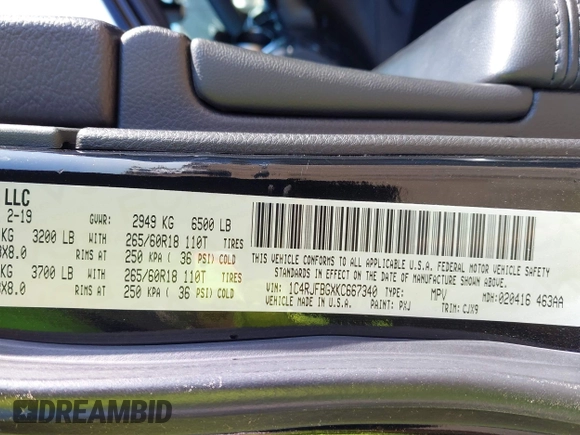 LLC
2-19 GVWR: 2949 KG 6500 LB
KG 3200 LB WITH 265/60R18 110T TIRES
X8.0 RIMS AT 250 KPA ( 36 PSI) COLD
KG 3700 LB WITH 265/60R18 110T TIRES
X8.0 RIMS AT 250 KPA ( 36 PSI) COLD
THIS VEHICLE CONFORMS TO ALL APPLICABLE U.S.A. FEDERAL MOTOR VEHICLE SAFETY
STANDARDS IN EFFECT ON THE DATE OF MANUFACTURE SHOWN ABOVE.
VIN: 1C4RJFBGXKC667340 TYPE: MPV MDH:020416 463AA
VEHICLE MADE IN U.S.A. PAINT: PXJ TRIM: CJX9
DREAMBID